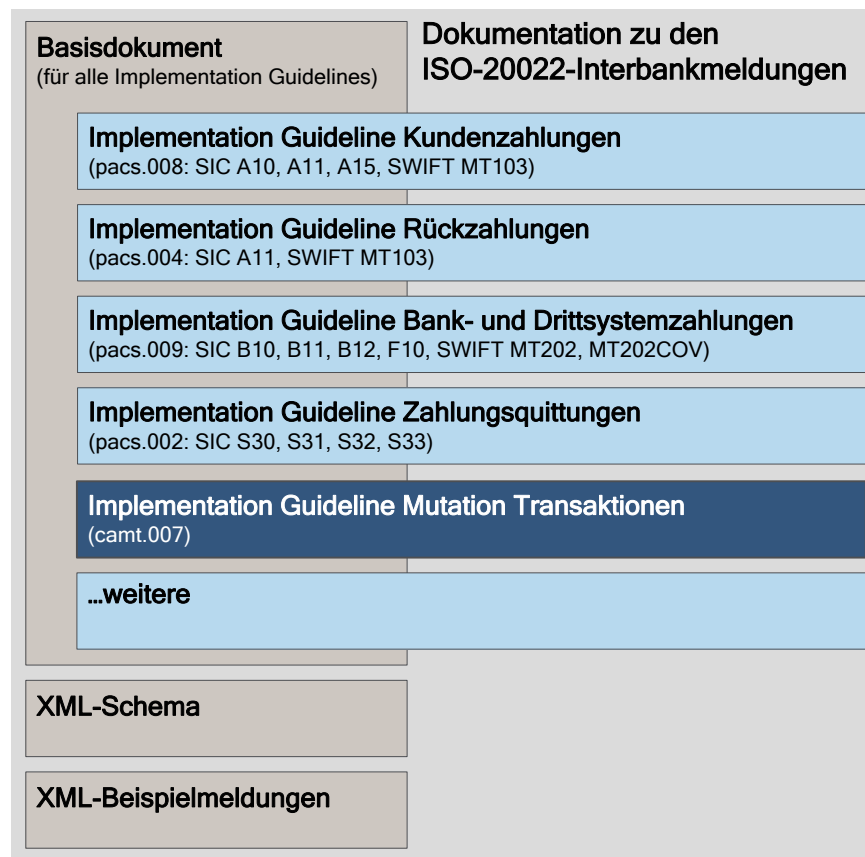 Basisdokument
(für alle Implementation Guidelines)
Dokumentation zu den
ISO-20022-Interbankmeldungen
Implementation Guideline Kundenzahlungen
(pacs.008: SIC A10, A11, A15, SWIFT MT103)
Implementation Guideline Rückzahlungen
(pacs.004: SIC A11, SWIFT MT103)
Implementation Guideline Bank- und Drittsystemzahlungen
(pacs.009: SIC B10, B11, B12, F10, SWIFT MT202, MT202COV)
Implementation Guideline Zahlungsquittungen
(pacs.002: SIC S30, S31, S32, S33)
Implementation Guideline Mutation Transaktionen
(camt.007)
...weitere
XML-Schema
XML-Beispielmeldungen